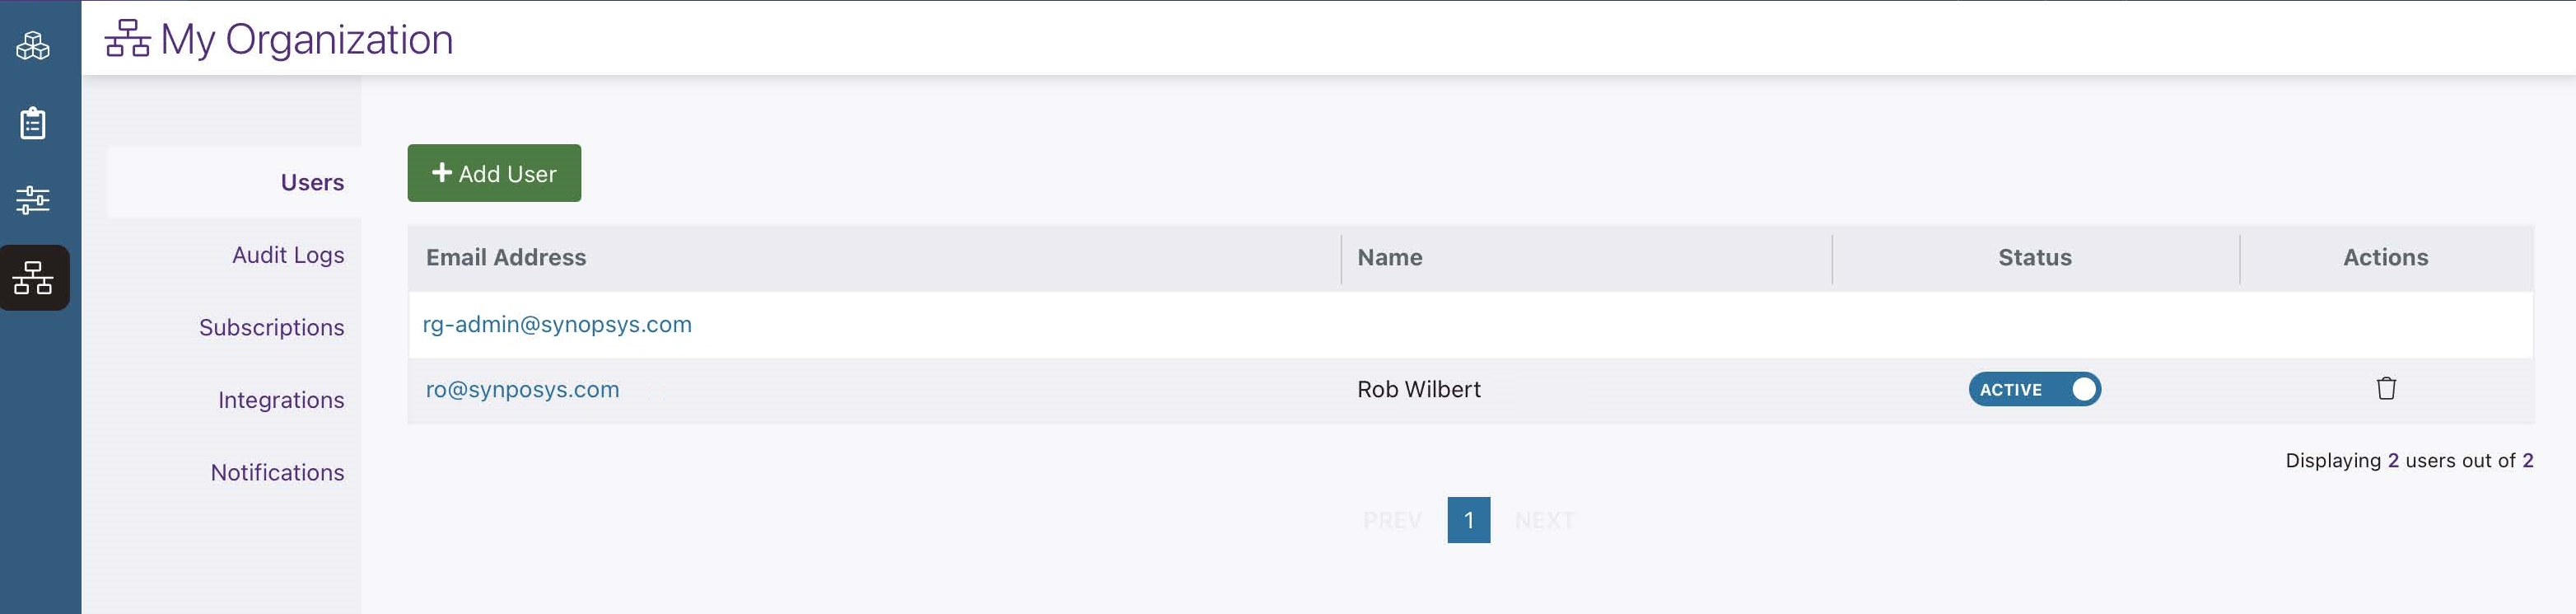 My Organization
Users
Audit Logs
Subscriptions
Integrations
Notifications
+ Add User
Email Address Name Status Actions
rg-admin@synopsys.com
ro@synposys.com Rob Wilbert ACTIVE
Displaying 2 users out of 2
PREV 1 NEXT